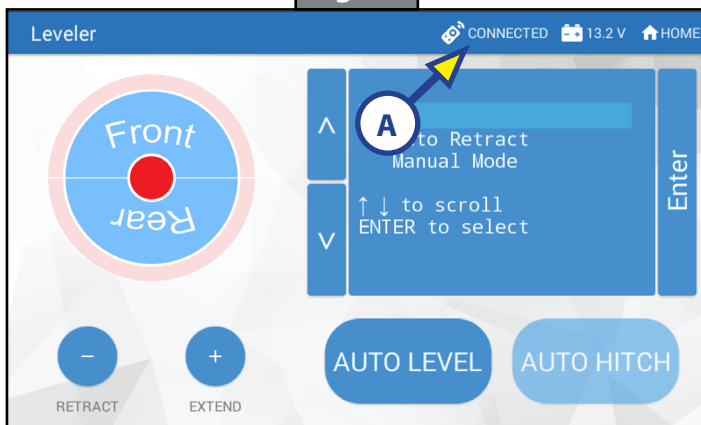 Leveler
CONNECTED
13.2 V
HOME
Front
Rear
A
Retract
Manual Mode
↑ ↓ to scroll
ENTER to select
Enter
RETRACT
EXTEND
AUTO LEVEL
AUTO HITCH